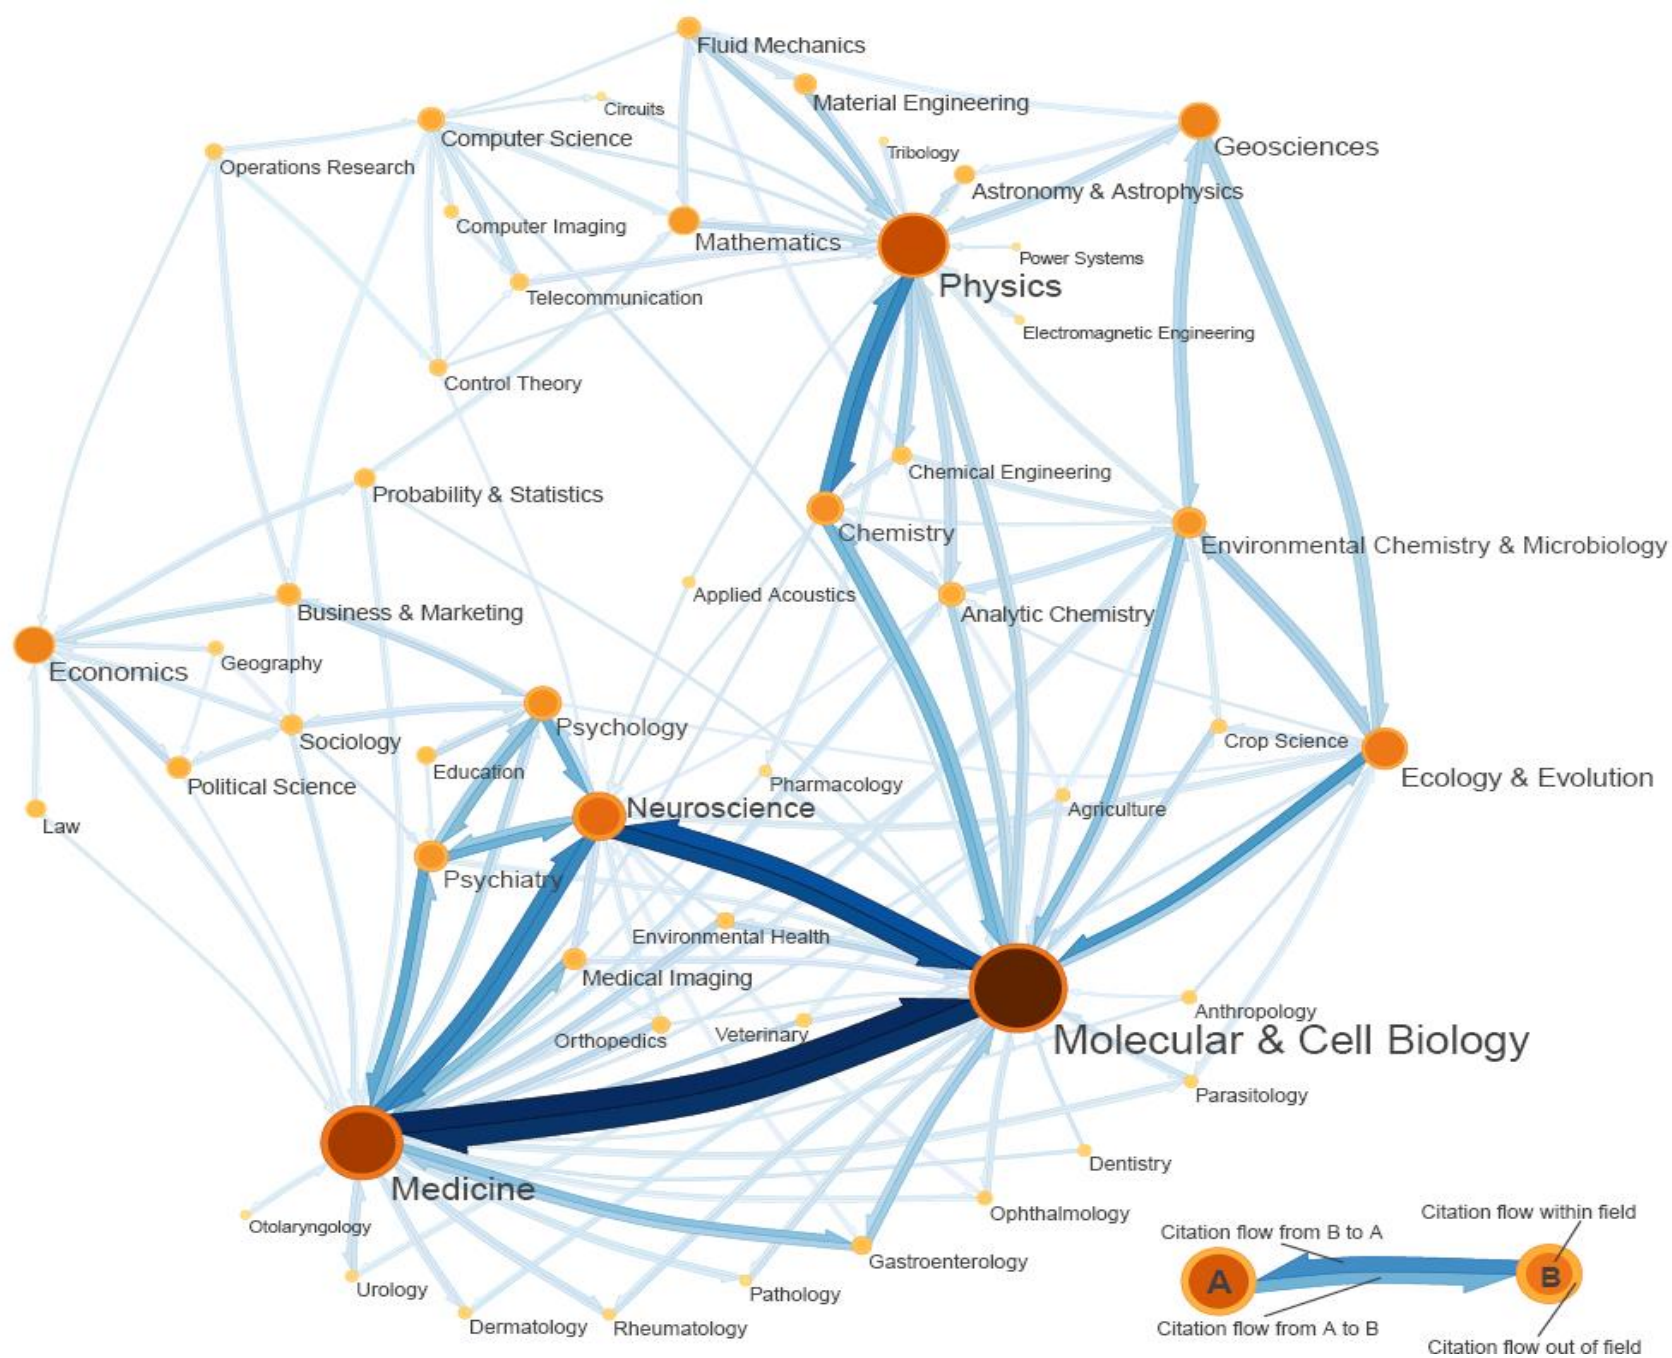 Fluid Mechanics
Material Engineering
Circuits
Computer Science
Geosciences
Tribology
Operations Research
Astronomy & Astrophysics
Computer Imaging
Mathematics
Power Systems
Physics
Telecommunication
Electromagnetic Engineering
Control Theory
Chemical Engineering
Probability & Statistics
Chemistry
Environmental Chemistry & Microbiology
Applied Acoustics
Business & Marketing
Analytic Chemistry
Geography
Economics
Psychology
Sociology
Crop Science
Education
Ecology & Evolution
Political Science
Pharmacology
Neuroscience
Agriculture
Law
Psychiatry
Environmental Health
Medical Imaging
Anthropology
Orthopedics
Veterinary
Molecular & Cell Biology
Parasitology
Dentistry
Medicine
Ophthalmology
Otolaryngology
Gastroenterology
Urology
Pathology
Dermatology
Rheumatology
Citation flow within field
Citation flow from B to A
A
B
Citation flow from A to B
Citation flow out of field